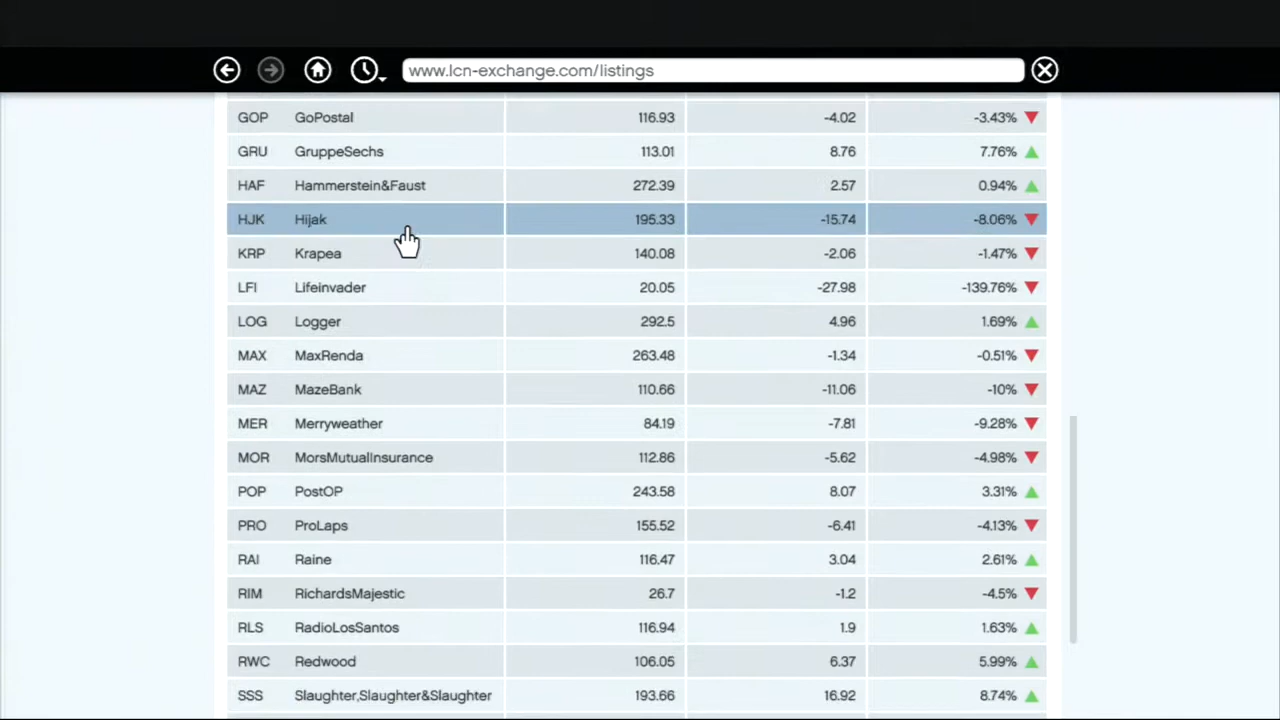 www.lcn-exchange.com/listings
GOP GoPostal 116.93 -4.02 -3.43%
GRU GruppeSechs 113.01 8.76 7.76%
HAF Hammerstein&Faust 272.39 2.57 0.94%
HJK Hijak 195.33 -15.74 -8.06%
KRP Krapea 140.08 -2.06 -1.47%
LFI Lifeinvader 20.05 -27.98 -139.76%
LOG Logger 292.5 4.96 1.69%
MAX MaxRenda 263.48 -1.34 -0.51%
MAZ MazeBank 110.66 -11.06 -10%
MER Merryweather 84.19 -7.81 -9.28%
MOR MorsMutualInsurance 112.86 -5.62 -4.98%
POP PostOP 243.58 8.07 3.31%
PRO ProLaps 155.52 -6.41 -4.13%
RAI Raine 116.47 3.04 2.61%
RIM RichardsMajestic 26.7 -1.2 -4.5%
RLS RadioLosSantos 116.94 1.9 1.63%
RWC Redwood 106.05 6.37 5.99%
SSS Slaughter,Slaughter&Slaughter 193.66 16.92 8.74%